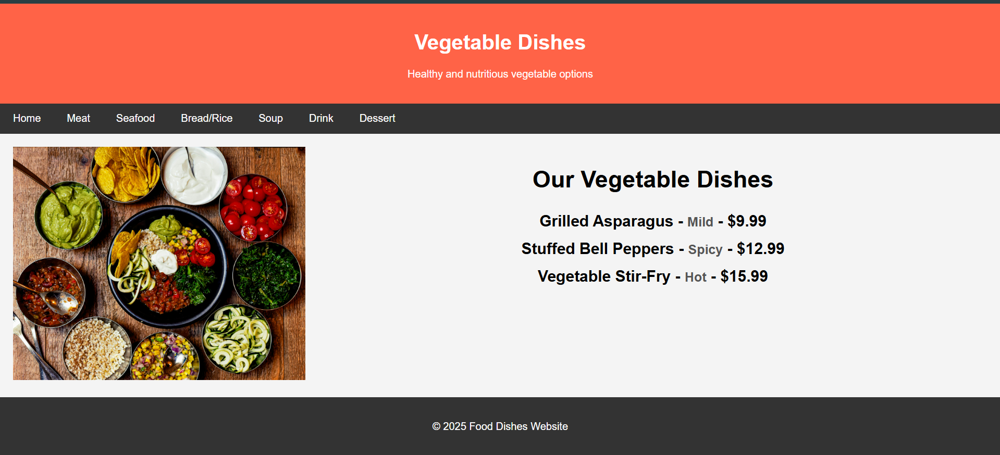 Vegetable Dishes
Healthy and nutritious vegetable options
Home Meat Seafood Bread/Rice Soup Drink Dessert
Our Vegetable Dishes
Grilled Asparagus - Mild - $9.99
Stuffed Bell Peppers - Spicy - $12.99
Vegetable Stir-Fry - Hot - $15.99
© 2025 Food Dishes Website